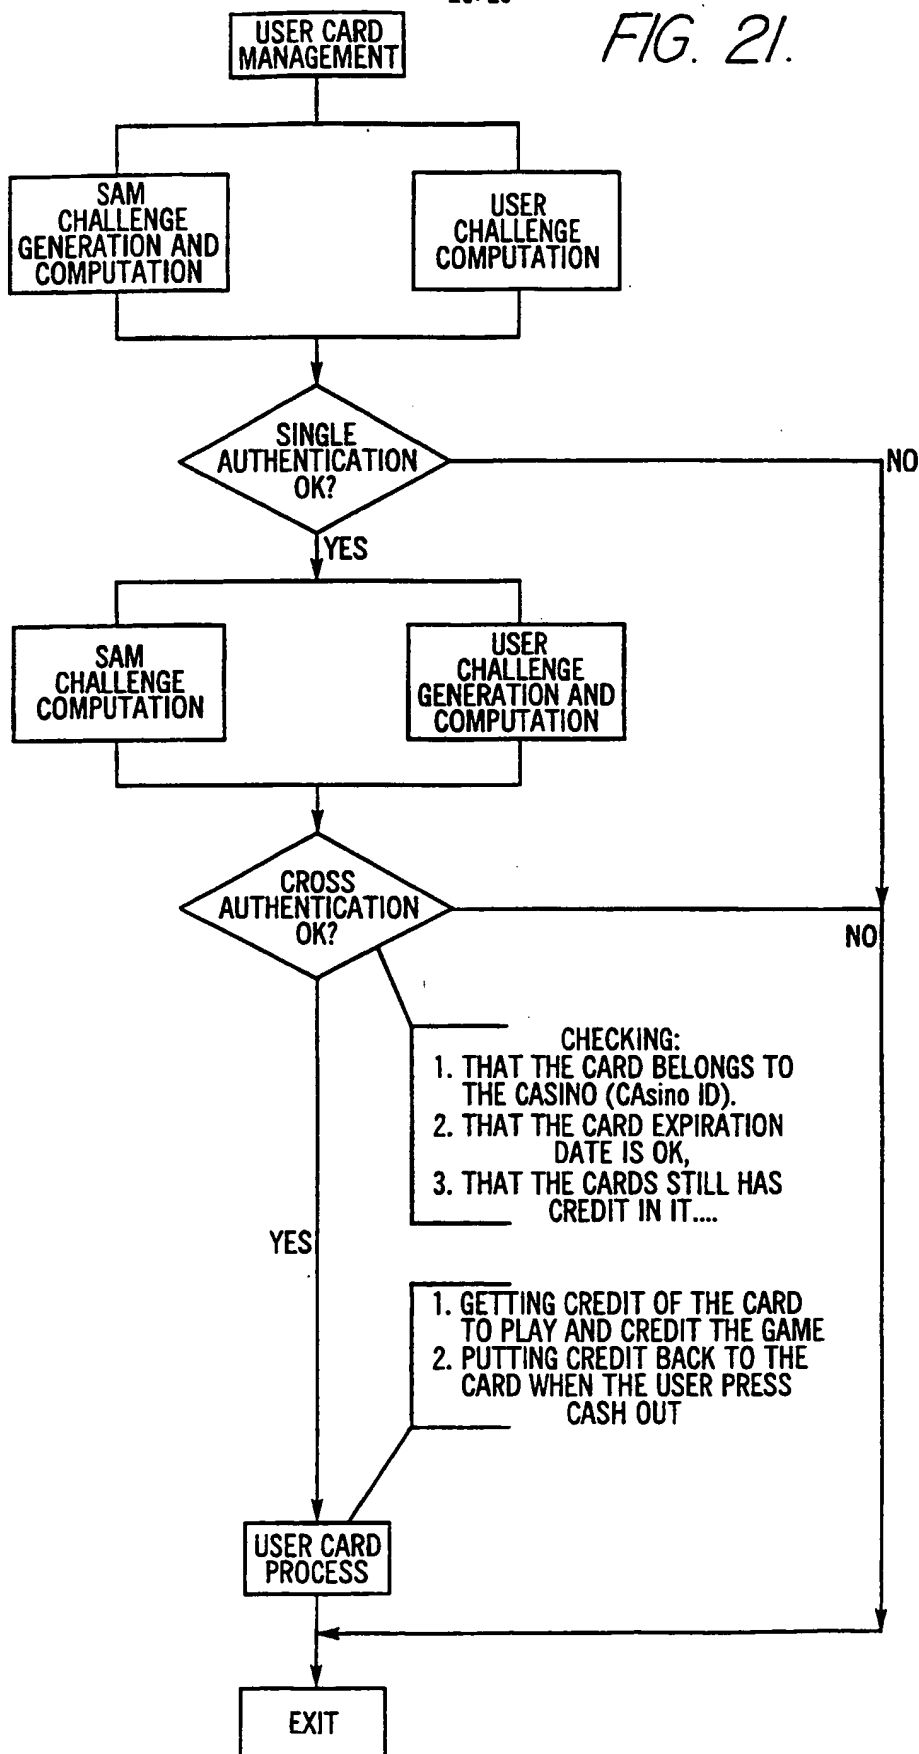 FIG. 21.
USER CARD
MANAGEMENT
SAM
CHALLENGE
GENERATION AND
COMPUTATION
USER
CHALLENGE
COMPUTATION
SINGLE
AUTHENTICATION
OK?
NO
YES
SAM
CHALLENGE
COMPUTATION
USER
CHALLENGE
GENERATION AND
COMPUTATION
CROSS
AUTHENTICATION
OK?
NO
CHECKING:
1. THAT THE CARD BELONGS TO
THE CASINO (CAsino ID).
2. THAT THE CARD EXPIRATION
DATE IS OK,
3. THAT THE CARDS STILL HAS
CREDIT IN IT....
YES
1. GETTING CREDIT OF THE CARD
TO PLAY AND CREDIT THE GAME
2. PUTTING CREDIT BACK TO THE
CARD WHEN THE USER PRESS
CASH OUT
USER CARD
PROCESS
EXIT